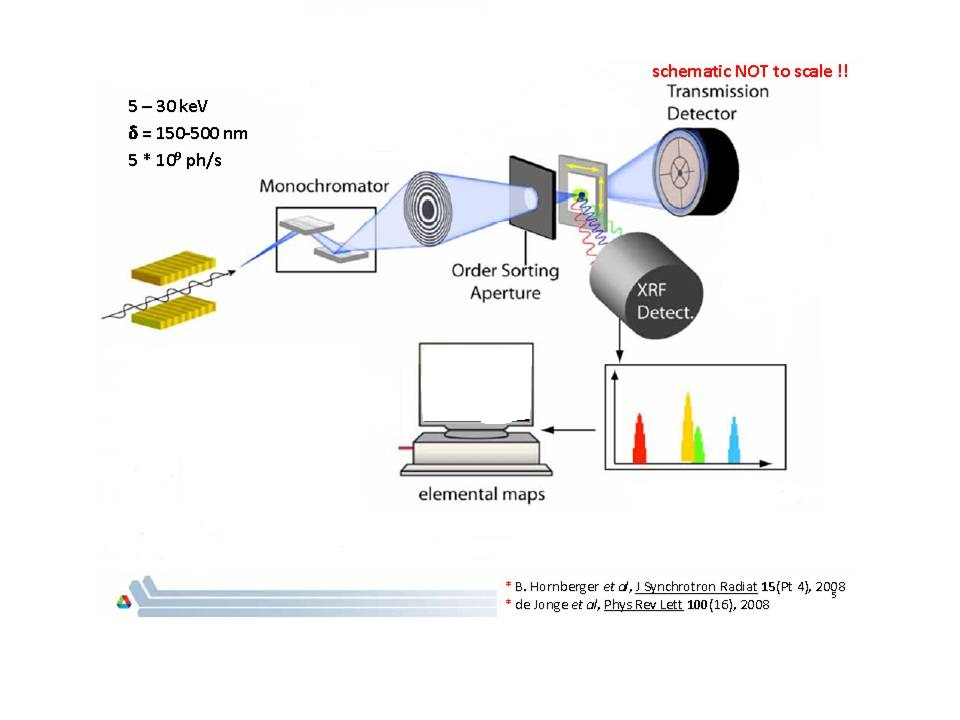 schematic NOT to scale !!
5 – 30 keV
δ = 150-500 nm
5 * 10⁹ ph/s
Transmission
Detector
Monochromator
Order Sorting
Aperture
XRF
Detect.
elemental maps
* B. Hornberger et al, J Synchrotron Radiat 15(Pt 4), 2008
5
* de Jonge et al, Phys Rev Lett 100(16), 2008